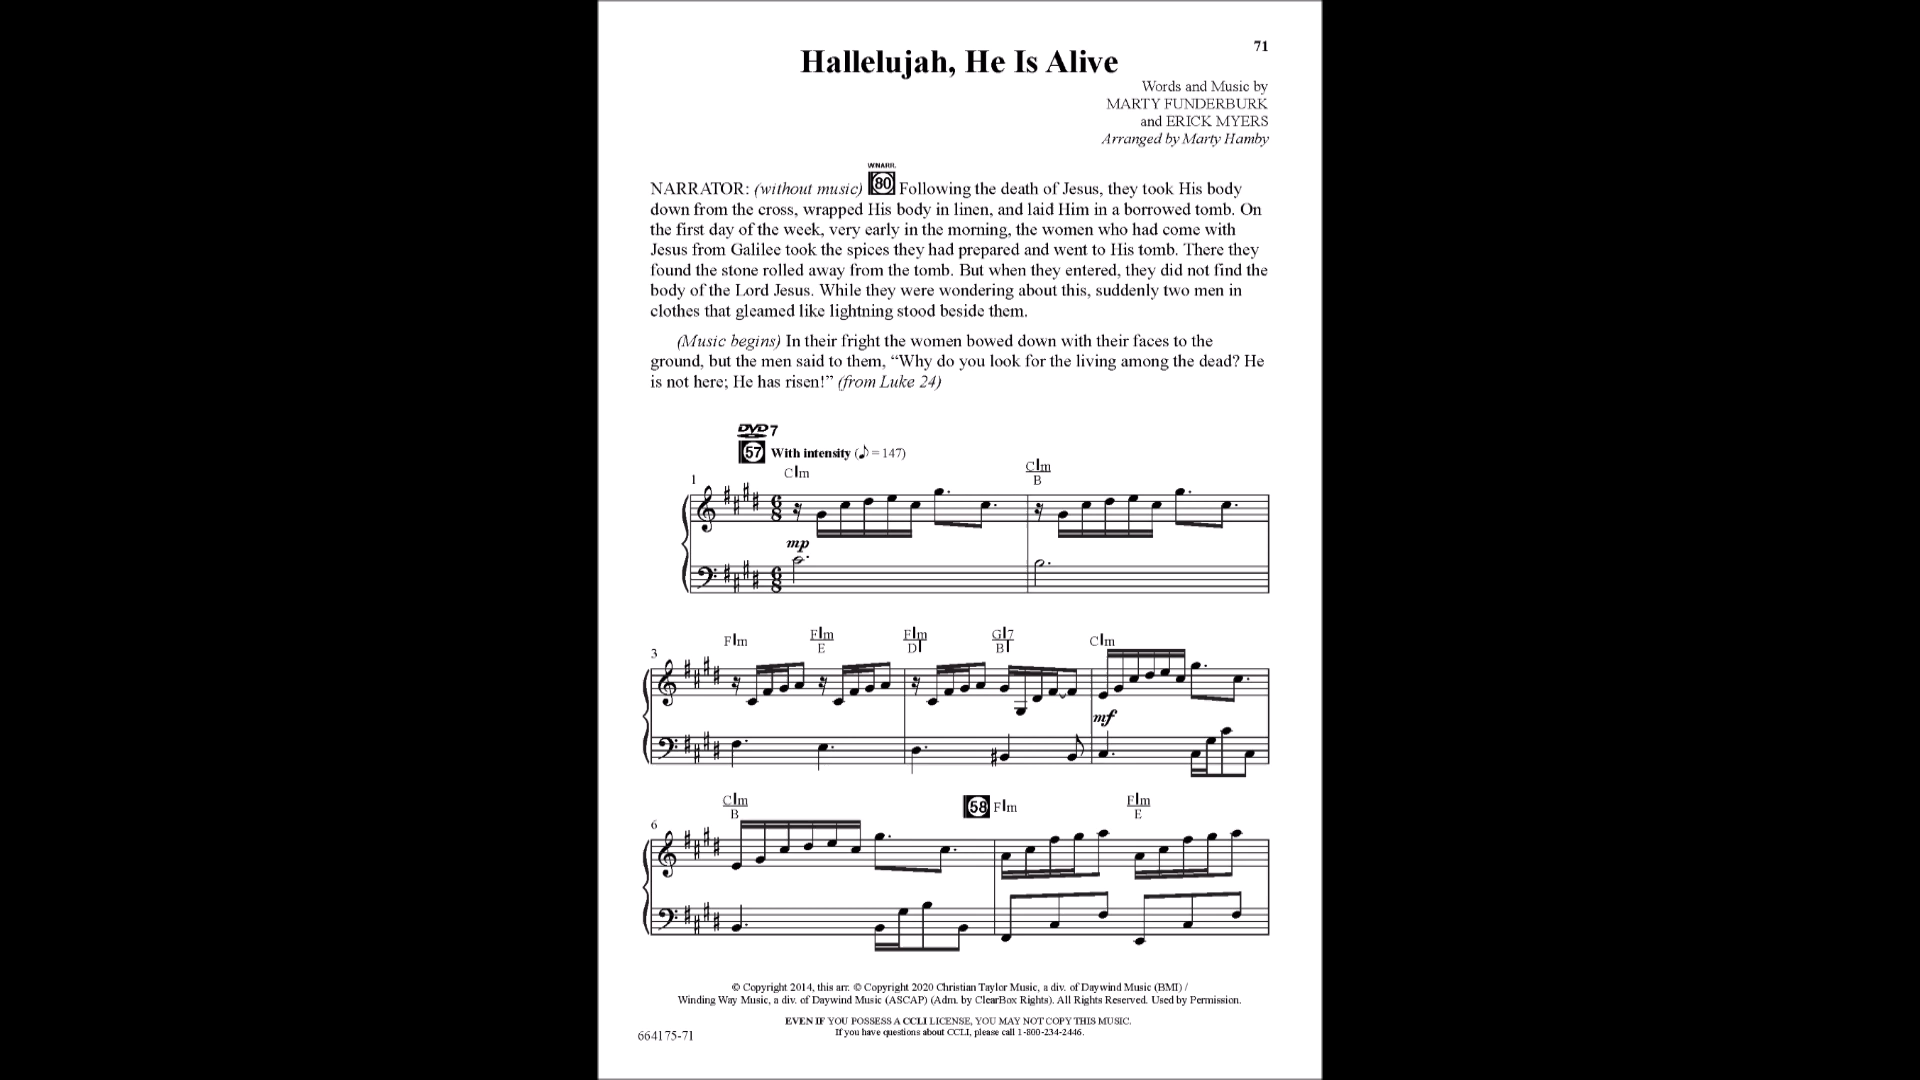 71
Hallelujah, He Is Alive
Words and Music by
MARTY FUNDERBURK
and ERICK MYERS
Arranged by Marty Hamby
W/NARR.
NARRATOR: (without music) 80 Following the death of Jesus, they took His body
down from the cross, wrapped His body in linen, and laid Him in a borrowed tomb. On
the first day of the week, very early in the morning, the women who had come with
Jesus from Galilee took the spices they had prepared and went to His tomb. There they
found the stone rolled away from the tomb. But when they entered, they did not find the
body of the Lord Jesus. While they were wondering about this, suddenly two men in
clothes that gleamed like lightning stood beside them.
(Music begins) In their fright the women bowed down with their faces to the
ground, but the men said to them, “Why do you look for the living among the dead? He
is not here; He has risen!” (from Luke 24)
DVD 7
57 With intensity (♪ = 147)
C|m C|m
B
1
6 8
mp
6 8
F|m F|m F|m G|7 C|m
E D| B|
3
mf
C|m 58 F|m F|m
B E
6
© Copyright 2014, this arr. © Copyright 2020 Christian Taylor Music, a div. of Daywind Music (BMI) /
Winding Way Music, a div. of Daywind Music (ASCAP) (Adm. by ClearBox Rights). All Rights Reserved. Used by Permission.
EVEN IF YOU POSSESS A CCLI LICENSE, YOU MAY NOT COPY THIS MUSIC.
If you have questions about CCLI, please call 1-800-234-2446.
664175-71